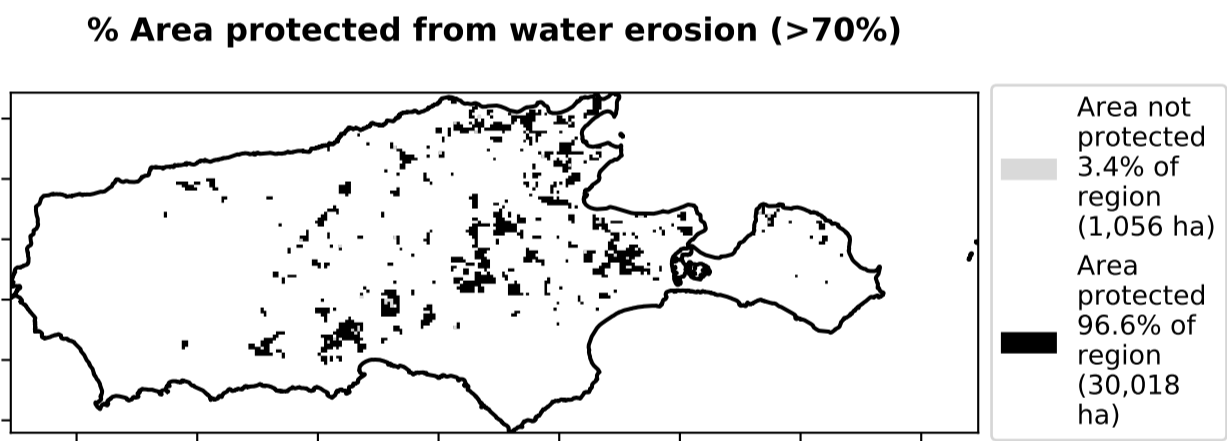 % Area protected from water erosion (>70%)
Area not
protected
3.4% of
region
(1,056 ha)
Area
protected
96.6% of
region
(30,018
ha)